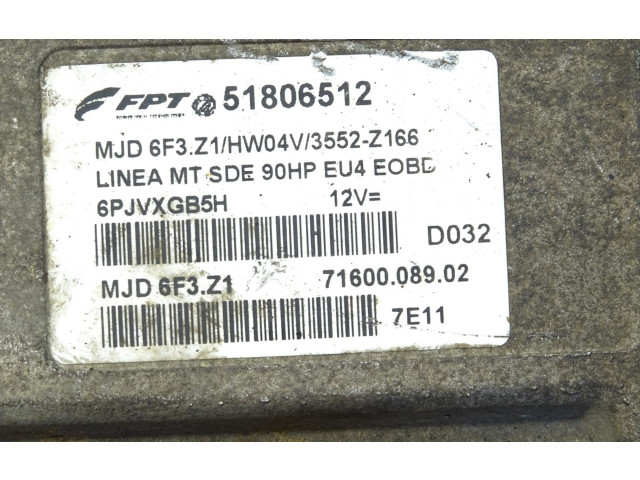 FPT 51806512
MJD 6F3.Z1/HW04V/3552-Z166
LINEA MT SDE 90HP EU4 EOBD
6PJVXGB5H 12V=
D032
MJD 6F3.Z1 71600.089.02
7E11